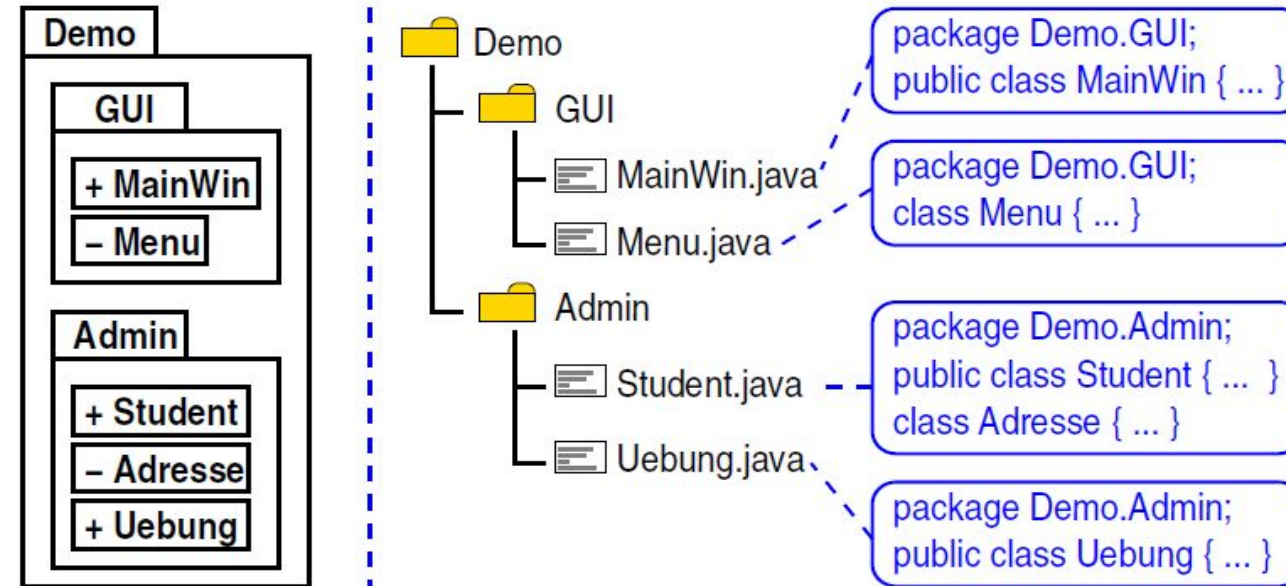 Demo
GUI
+ MainWin
– Menu
Admin
+ Student
– Adresse
+ Uebung
Demo
GUI
MainWin.java
Menu.java
Admin
Student.java
Uebung.java
package Demo.GUI;
public class MainWin { ... }
package Demo.GUI;
class Menu { ... }
package Demo.Admin;
public class Student { ... }
class Adresse { ... }
package Demo.Admin;
public class Uebung { ... }